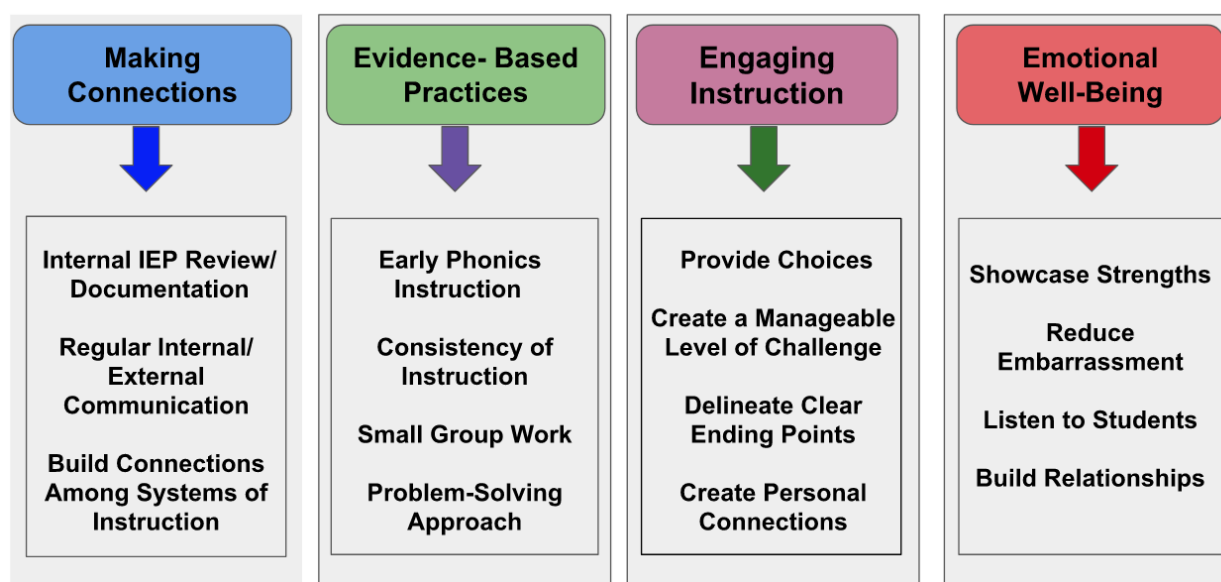 Making
Connections
Internal IEP Review/
Documentation
Regular Internal/
External
Communication
Build Connections
Among Systems of
Instruction
Evidence- Based
Practices
Early Phonics
Instruction
Consistency of
Instruction
Small Group Work
Problem-Solving
Approach
Engaging
Instruction
Provide Choices
Create a Manageable
Level of Challenge
Delineate Clear
Ending Points
Create Personal
Connections
Emotional
Well-Being
Showcase Strengths
Reduce
Embarrassment
Listen to Students
Build Relationships